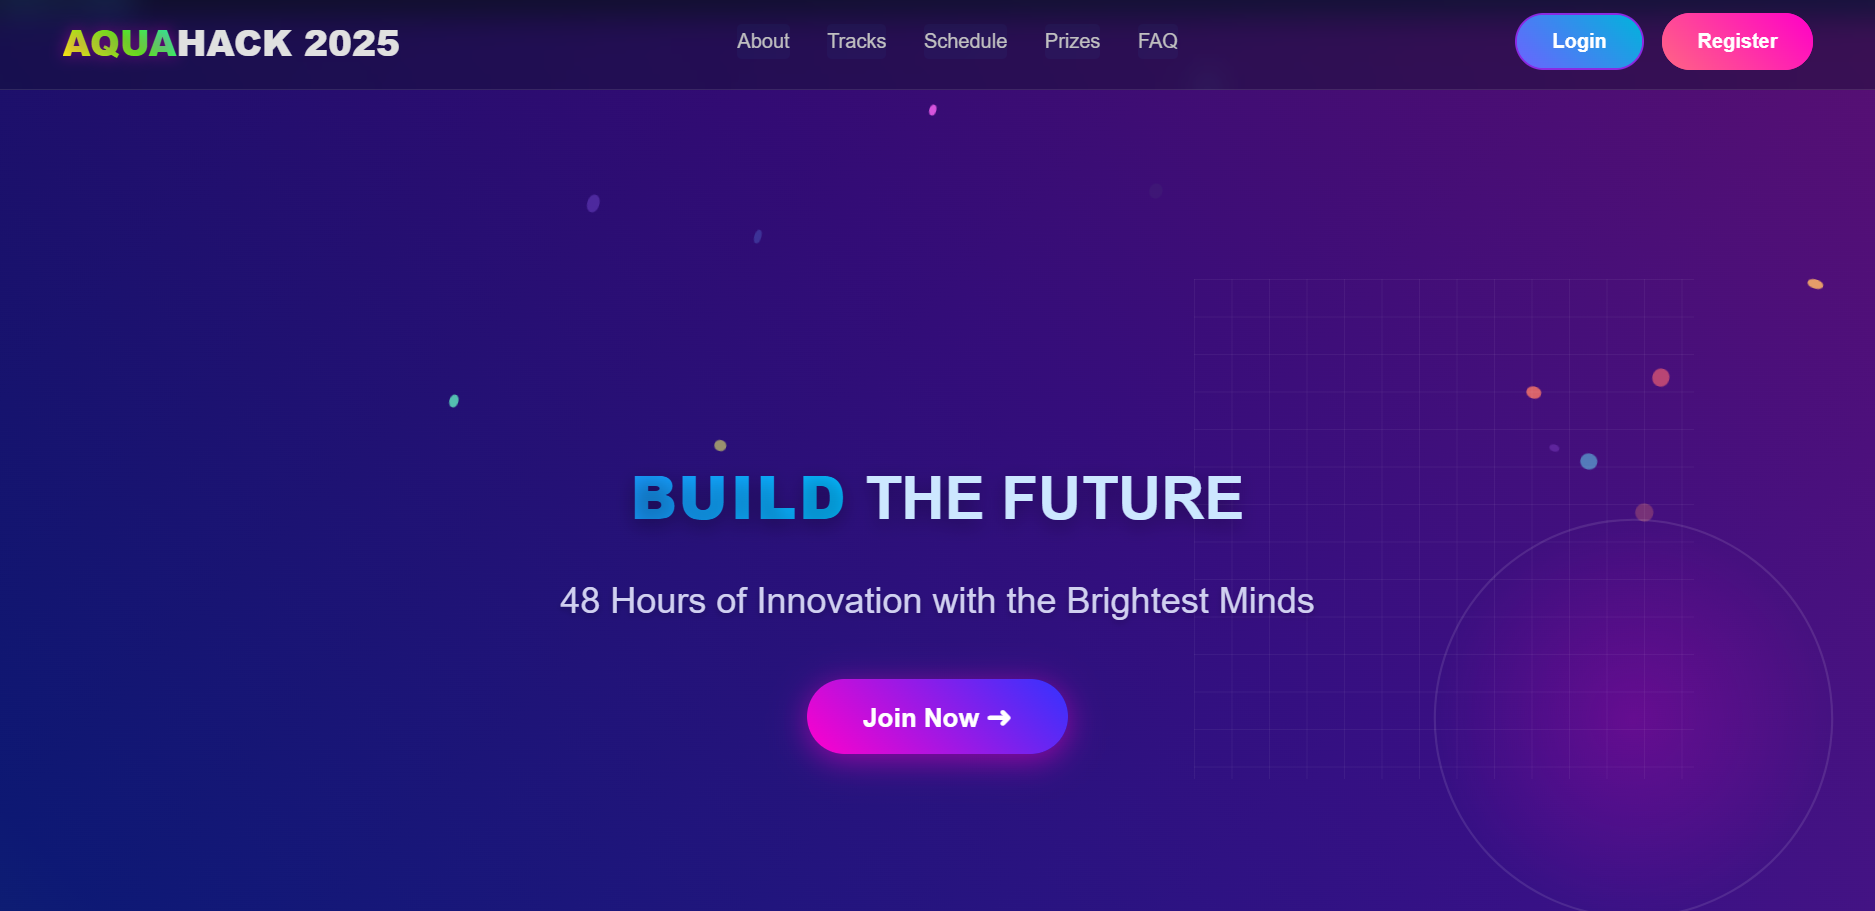 AQUAHACK 2025
About
Tracks
Schedule
Prizes
FAQ
Login
Register
BUILD THE FUTURE
48 Hours of Innovation with the Brightest Minds
Join Now ➜